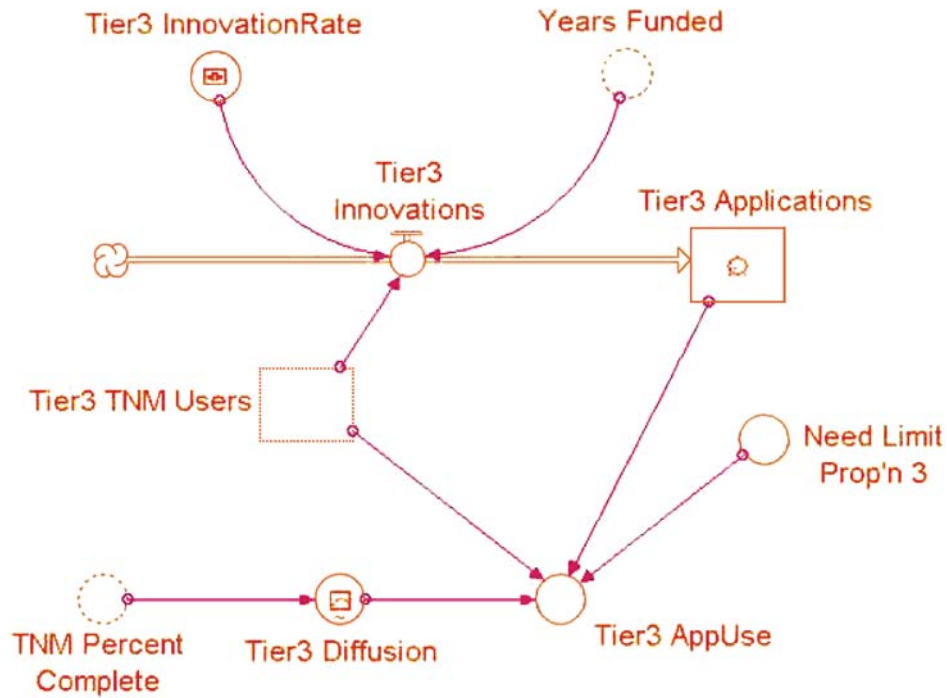 Tier3 InnovationRate
Years Funded
Tier3
Innovations
Tier3 Applications
Tier3 TNM Users
Need Limit
Prop'n 3
TNM Percent
Complete
Tier3 Diffusion
Tier3 AppUse